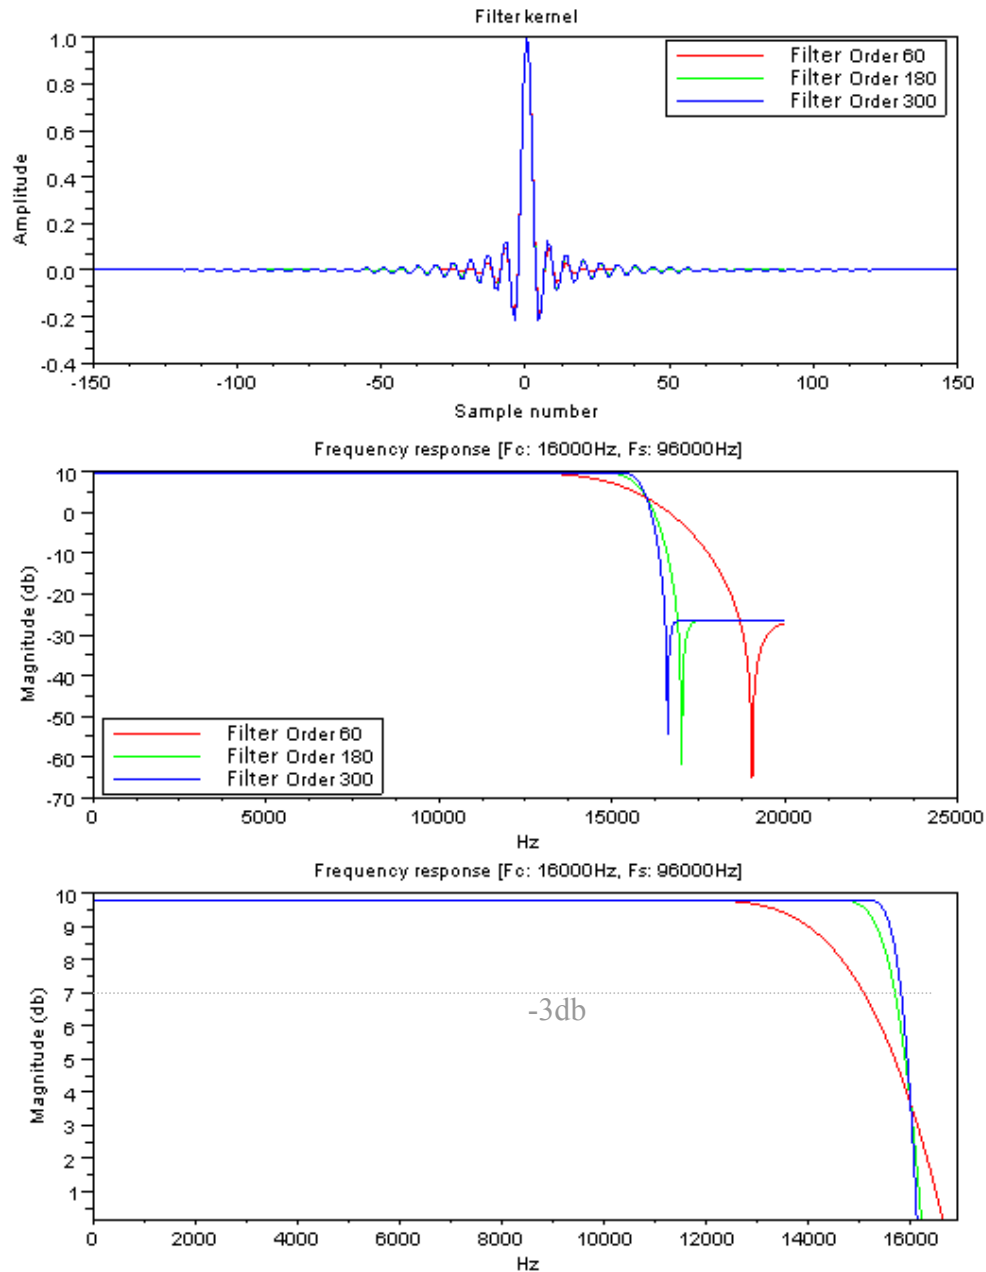 Filter kernel
1.0
0.8
0.6
0.4
0.2
0.0
-0.2
-0.4
Amplitude
Filter Order 60
Filter Order 180
Filter Order 300
-150 -100 -50 0 50 100 150
Sample number
Frequency response [Fc: 16000Hz, Fs: 96000Hz]
10
0
-10
-20
-30
-40
-50
-60
-70
Magnitude (db)
Filter Order 60
Filter Order 180
Filter Order 300
0 5000 10000 15000 20000 25000
Hz
Frequency response [Fc: 16000Hz, Fs: 96000Hz]
10
9
8
7
6
5
4
3
2
1
Magnitude (db)
-3db
0 2000 4000 6000 8000 10000 12000 14000 16000
Hz